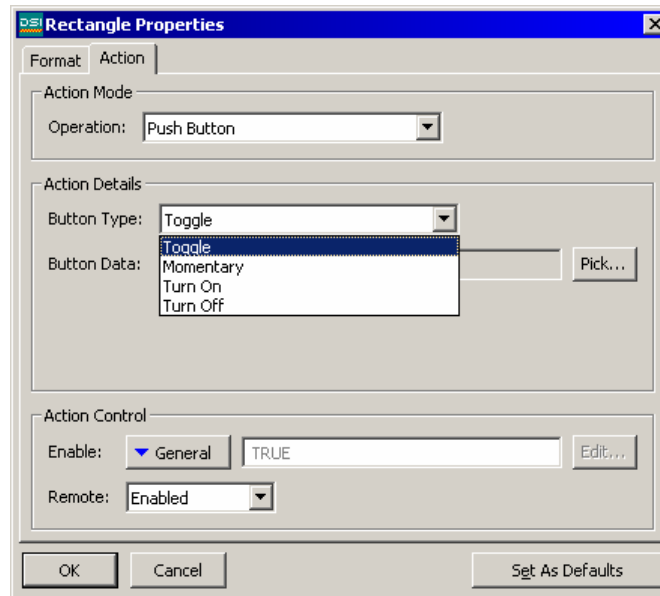 DSI Rectangle Properties
Format Action
Action Mode
Operation: Push Button
Action Details
Button Type: Toggle
Toggle
Button Data: Pick...
Momentary
Turn On
Turn Off
Action Control
Enable: General TRUE Edit...
Remote: Enabled
OK Cancel Set As Defaults